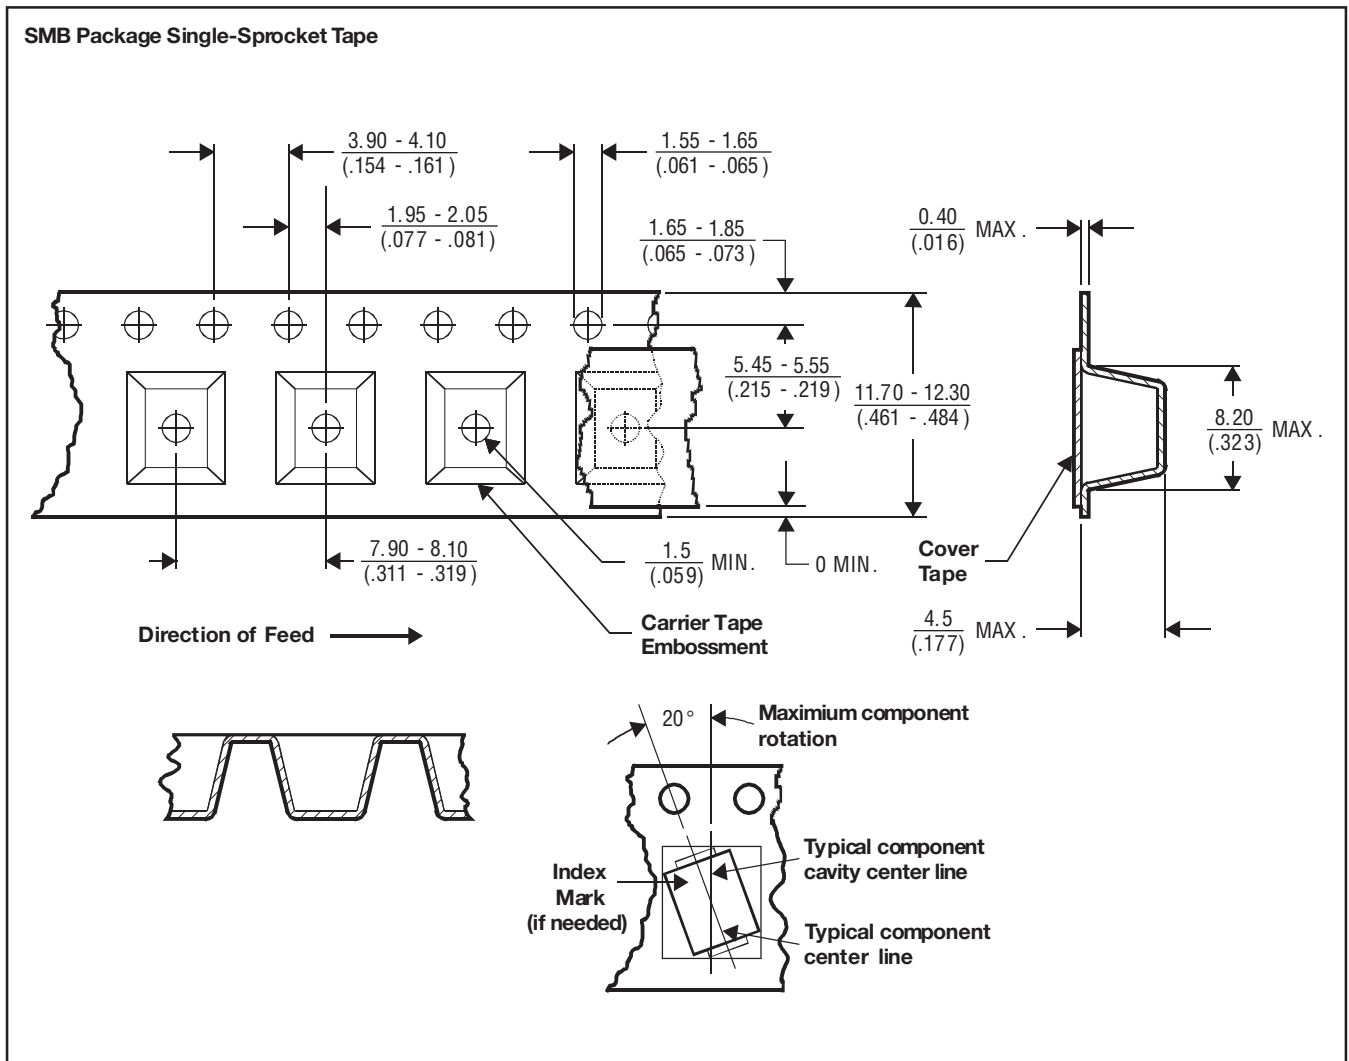 SMB Package Single-Sprocket Tape
3.90 - 4.10
(.154 - .161)
1.55 - 1.65
(.061 - .065)
1.95 - 2.05
(.077 - .081)
1.65 - 1.85
(.065 - .073)
0.40
(.016)
MAX.
5.45 - 5.55
(.215 - .219)
11.70 - 12.30
(.461 - .484)
8.20
(.323)
MAX.
7.90 - 8.10
(.311 - .319)
1.5
(.059)
MIN.
0 MIN.
Cover
Tape
4.5
(.177)
MAX.
Direction of Feed
Carrier Tape
Embossment
20°
Maximium component
rotation
Typical component
cavity center line
Index
Mark
(if needed)
Typical component
center line